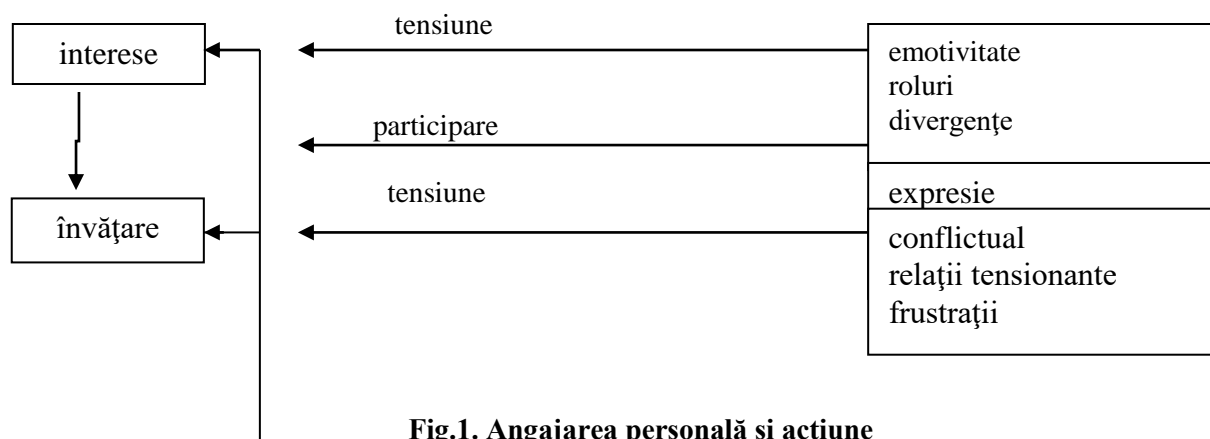 tensiune
interese
emotivitate
roluri
divergenţe
participare
tensiune
expresie
învăţare
conflictual
relaţii tensionante
frustraţii
Fig.1. Angajarea personală şi acţiune